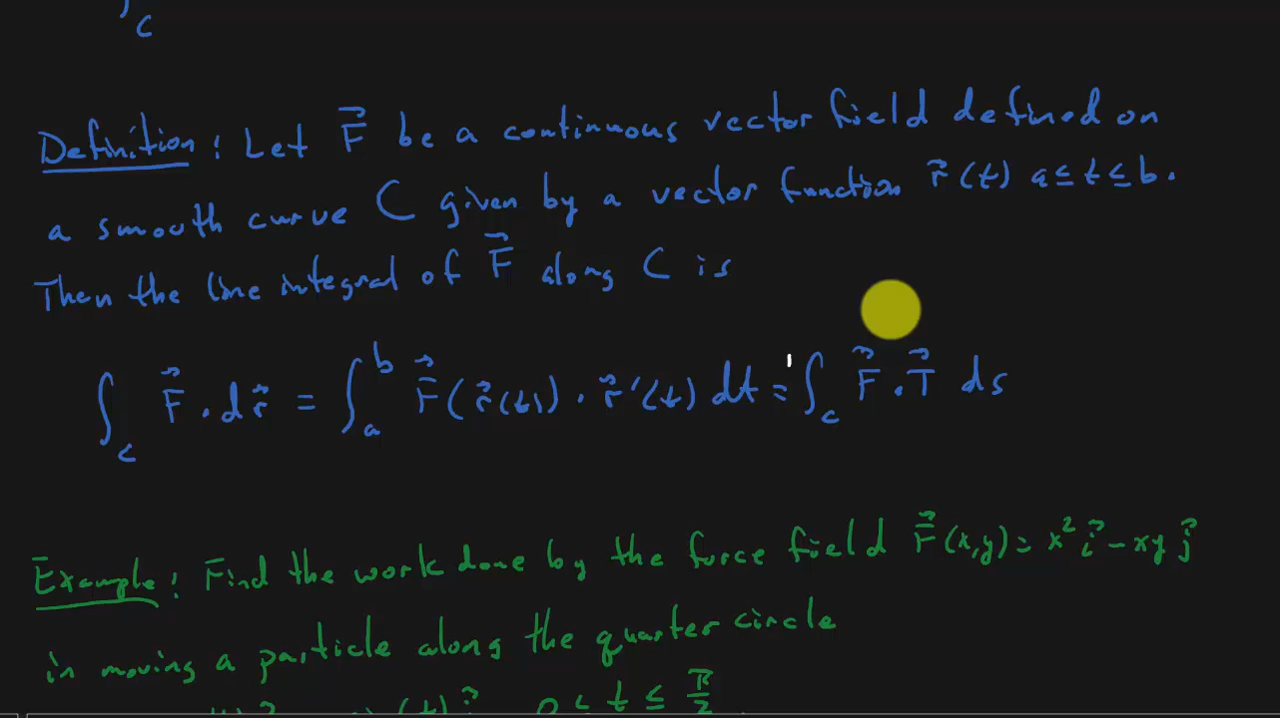 C
Definition: Let F⃗ be a continuous vector field defined on
a smooth curve C given by a vector function r⃗(t) a ≤ t ≤ b.
Then the line integral of F⃗ along C is
∫_C F⃗ · dr⃗ = ∫_a^b F⃗(r⃗(t)) · r⃗'(t) dt = ∫_C F⃗ · T⃗ ds
Example: Find the work done by the force field F⃗(x,y) = x² i⃗ − xy j⃗
in moving a particle along the quarter circle
0 ≤ t ≤ π/2